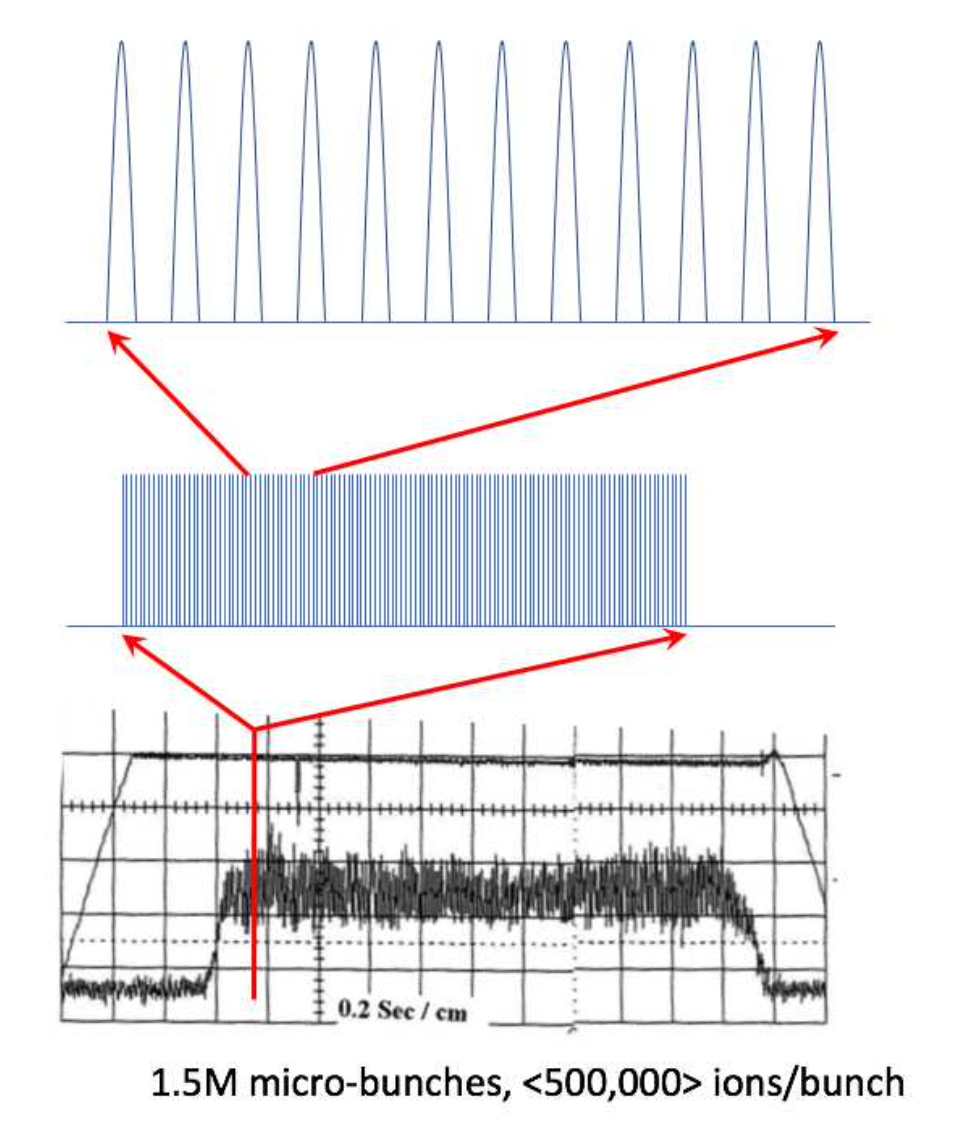 0.2 Sec / cm
1.5M micro-bunches, <500,000> ions/bunch